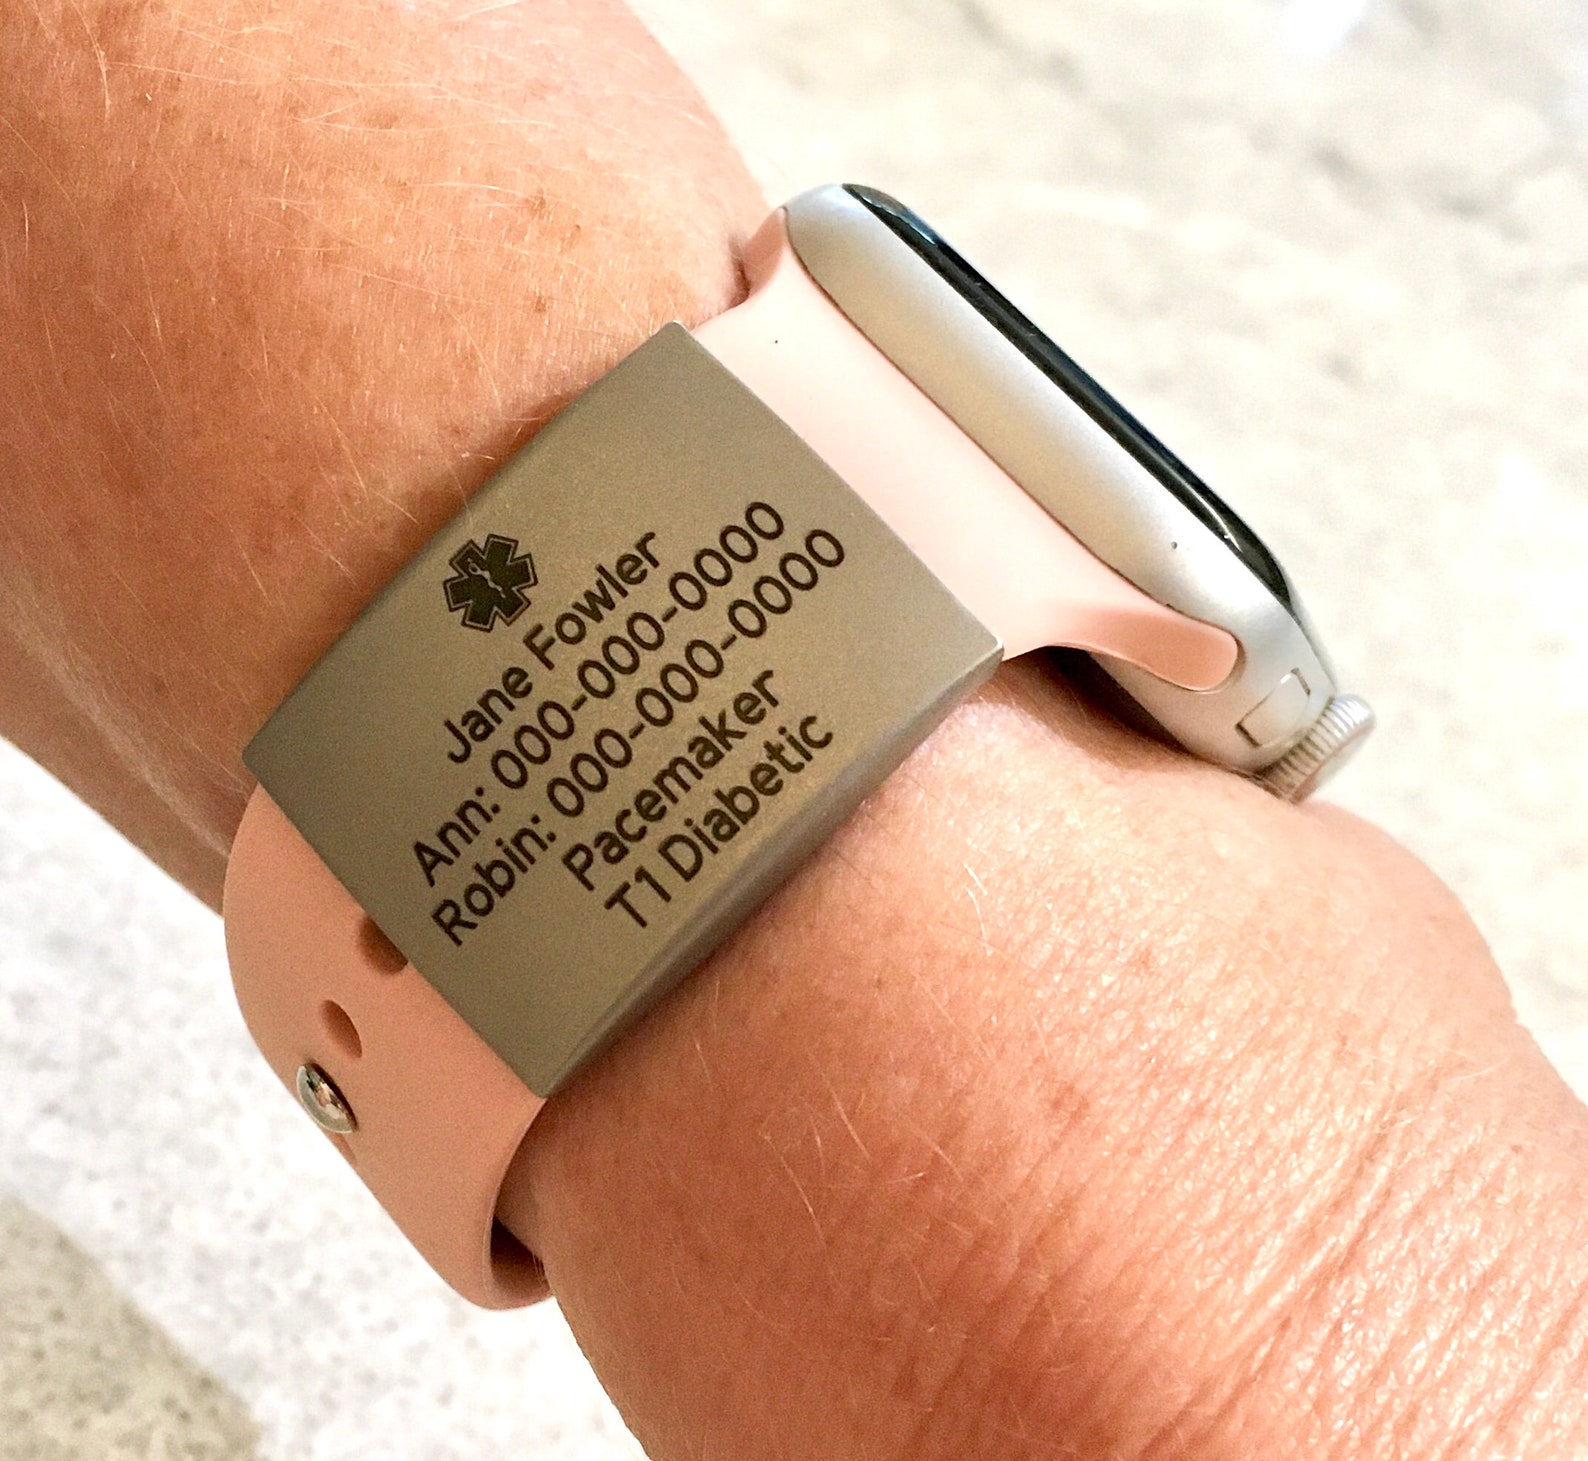 Jane Fowler
Ann: 000-000-0000
Robin: 000-000-0000
Pacemaker
T1 Diabetic